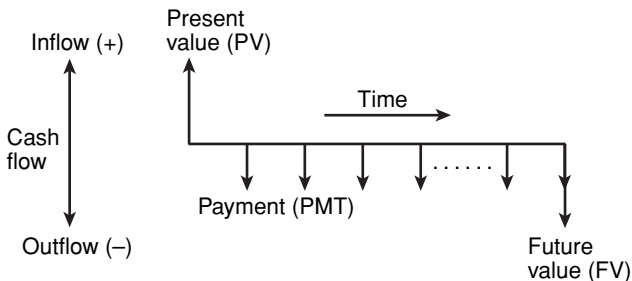 Present
value (PV)
Inflow (+)
Time
Cash
flow
Payment (PMT)
Outflow (–)
Future
value (FV)